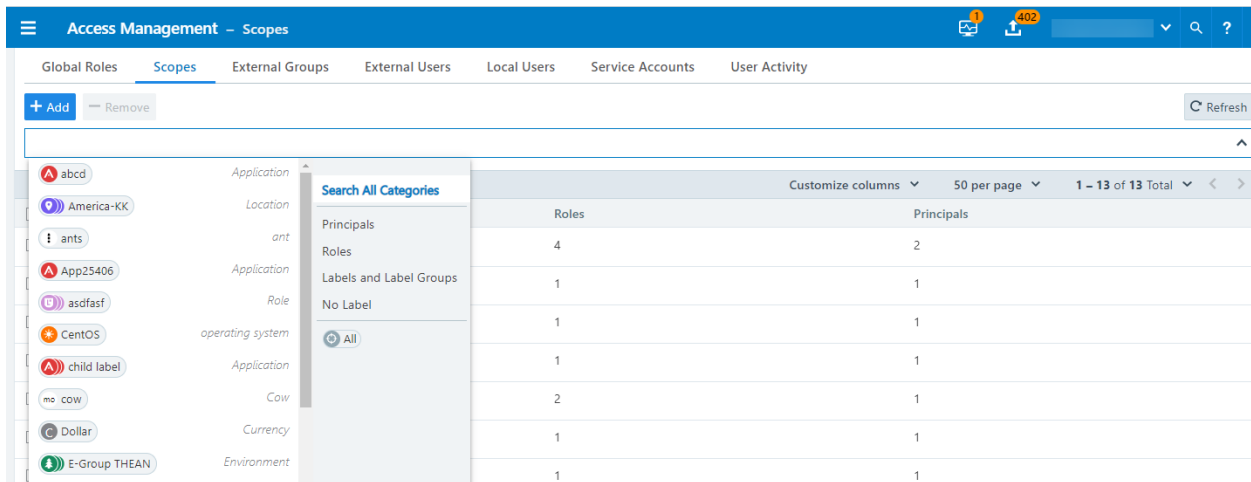 Access Management – Scopes 1 402 ?
Global Roles Scopes External Groups External Users Local Users Service Accounts User Activity
+ Add − Remove Refresh
abcd Application
America-KK Location
ants ant
App25406 Application
asdfasf Role
CentOS operating system
child label Application
mo cow Cow
C Dollar Currency
E-Group THEAN Environment
Search All Categories
Principals
Roles
Labels and Label Groups
No Label
All
Customize columns 50 per page 1 – 13 of 13 Total
Roles Principals
4 2
1 1
1 1
1 1
2 1
1 1
1 1